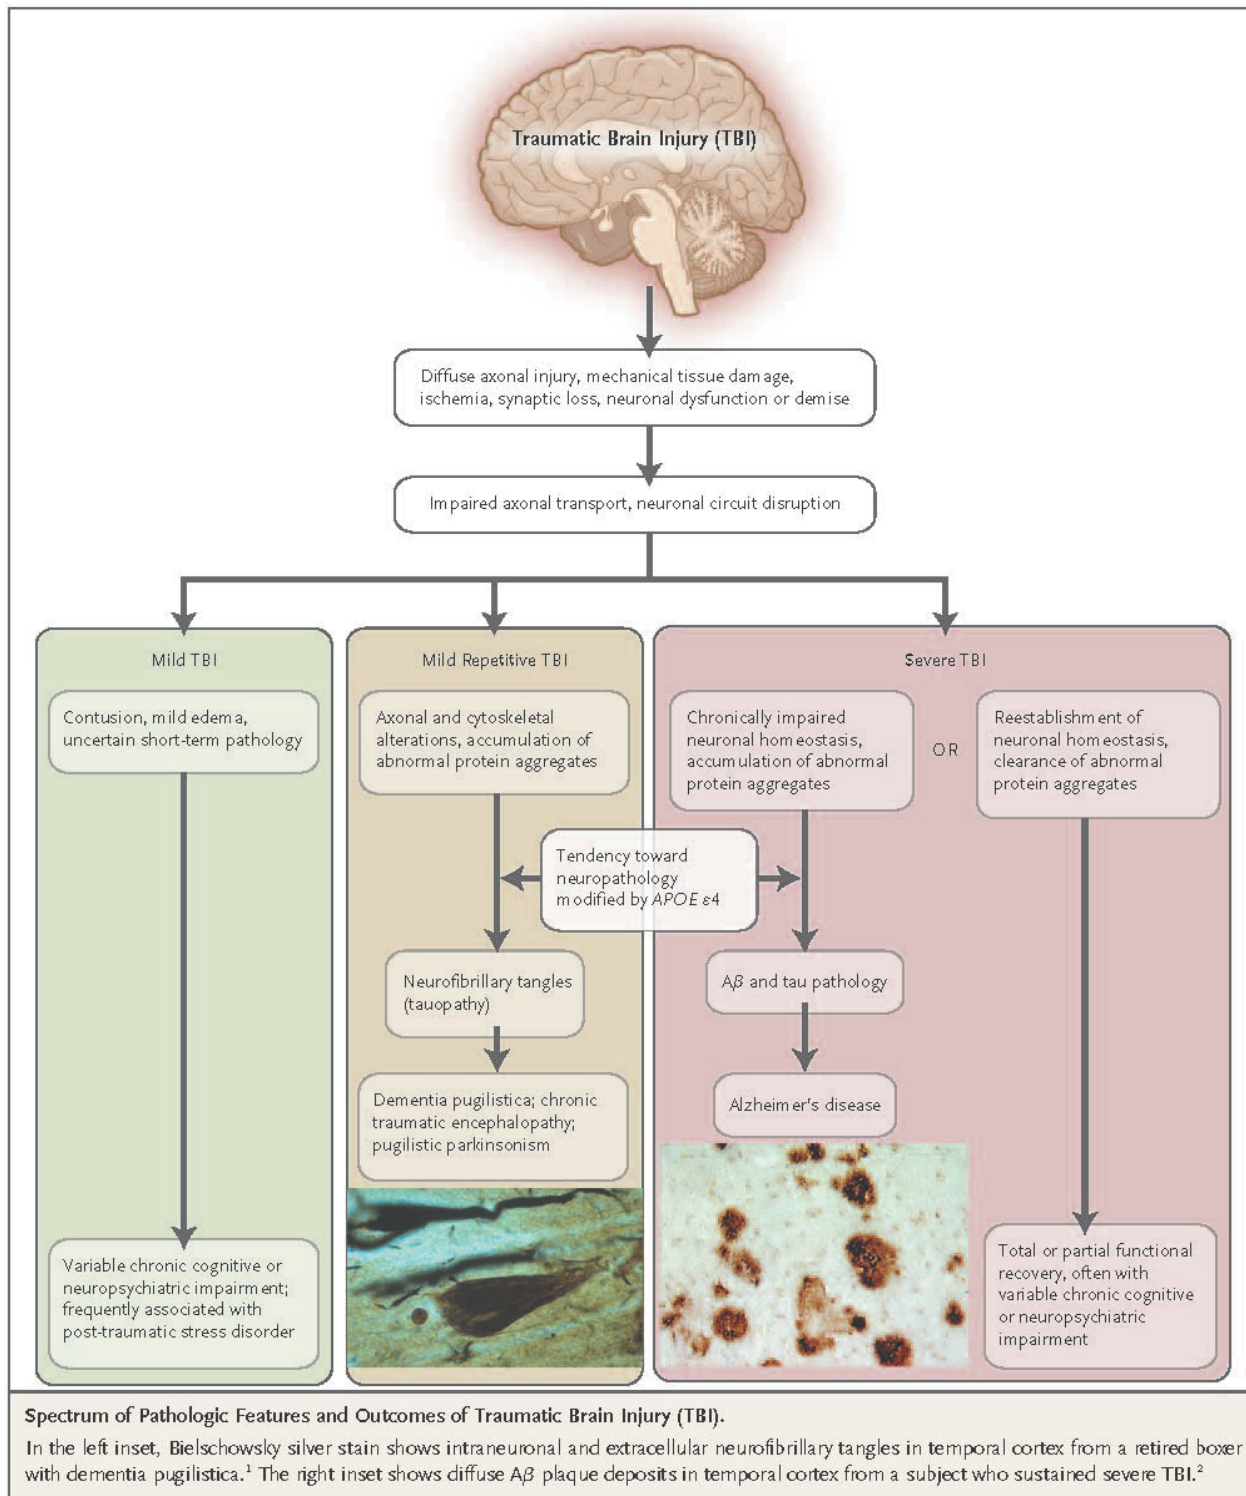 Traumatic Brain Injury (TBI)
Diffuse axonal injury, mechanical tissue damage,
ischemia, synaptic loss, neuronal dysfunction or demise
Impaired axonal transport, neuronal circuit disruption
Mild TBI
Contusion, mild edema,
uncertain short-term pathology
Variable chronic cognitive or
neuropsychiatric impairment;
frequently associated with
post-traumatic stress disorder
Mild Repetitive TBI
Axonal and cytoskeletal
alterations, accumulation of
abnormal protein aggregates
Tendency toward
neuropathology
modified by APOE ε4
Neurofibrillary tangles
(tauopathy)
Dementia pugilistica; chronic
traumatic encephalopathy;
pugilistic parkinsonism
Severe TBI
Chronically impaired
neuronal homeostasis,
accumulation of abnormal
protein aggregates
OR
Reestablishment of
neuronal homeostasis,
clearance of abnormal
protein aggregates
Aβ and tau pathology
Alzheimer's disease
Total or partial functional
recovery, often with
variable chronic cognitive
or neuropsychiatric
impairment
Spectrum of Pathologic Features and Outcomes of Traumatic Brain Injury (TBI).
In the left inset, Bielschowsky silver stain shows intraneuronal and extracellular neurofibrillary tangles in temporal cortex from a retired boxer
with dementia pugilistica.¹ The right inset shows diffuse Aβ plaque deposits in temporal cortex from a subject who sustained severe TBI.²